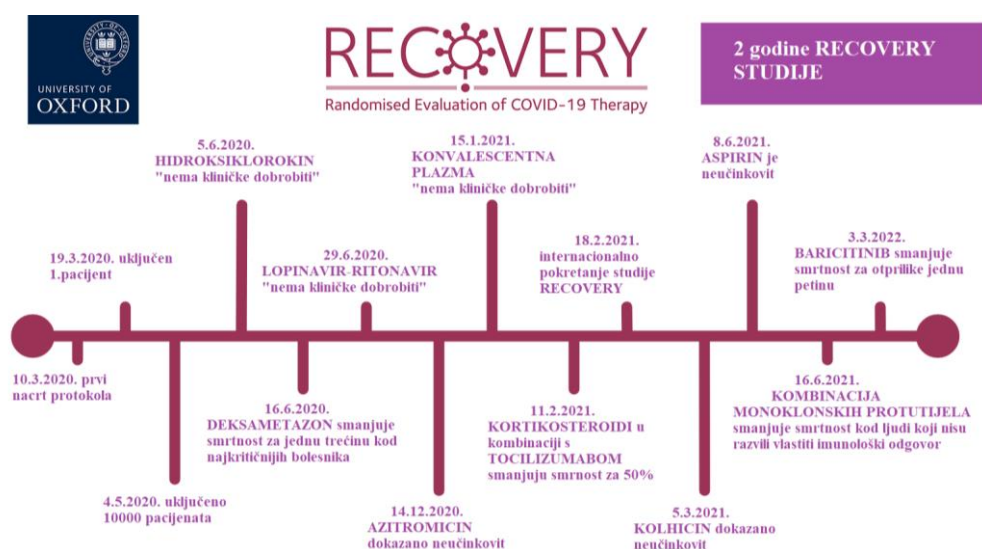 UNIVERSITY OF
OXFORD
RECOVERY
Randomised Evaluation of COVID-19 Therapy
2 godine RECOVERY
STUDIJE
5.6.2020.
HIDROKSIKLOROKIN
"nema kliničke dobrobiti"
15.1.2021.
KONVALESCENTNA
PLAZMA
"nema kliničke dobrobiti"
8.6.2021.
ASPIRIN je
neučinkovit
19.3.2020. uključen
1.pacijent
29.6.2020.
LOPINAVIR-RITONAVIR
"nema kliničke dobrobiti"
18.2.2021.
internacionalno
pokretanje studije
RECOVERY
3.3.2022.
BARICITINIB smanjuje
smrtnost za otprilike jednu
petinu
10.3.2020. prvi
nacrt protokola
16.6.2020.
DEKSAMETAZON smanjuje
smrtnost za jednu trećinu kod
najkritičnijih bolesnika
11.2.2021.
KORTIKOSTEROIDI u
kombinaciji s
TOCILIZUMABOM
smanjuju smrnost za 50%
16.6.2021.
KOMBINACIJA
MONOKLONSKIH PROTUTIJELA
smanjuje smrtnost kod ljudi koji nisu
razvili vlastiti imunološki odgovor
4.5.2020. uključeno
10000 pacijenata
14.12.2020.
AZITROMICIN
dokazano neučinkovit
5.3.2021.
KOLHICIN dokazano
neučinkovit